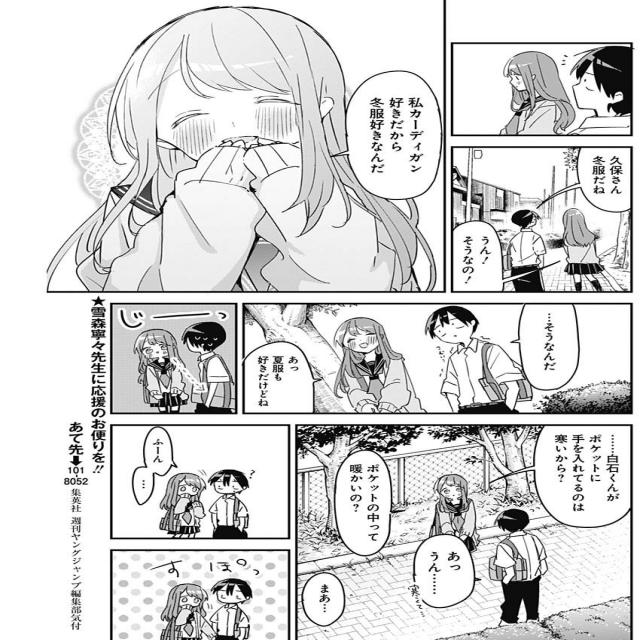 久保さん
冬服だね
うん！
そうなの！
私カーディガン
好きだから
冬服好きなんだ
…そうなんだ
あっ
夏服も
好きだけどね
じーーっ
……白石くんが
ポケットに
手を入れてるのは
寒いから？
あっ
うん……
寒い
ポケットの中って
暖かいの？
まあ…
?
ふーん
…
すぽっ
★雪森寧々先生に応援のお便りを!!
あて先➡101
8052
集英社 週刊ヤングジャンプ編集部気付